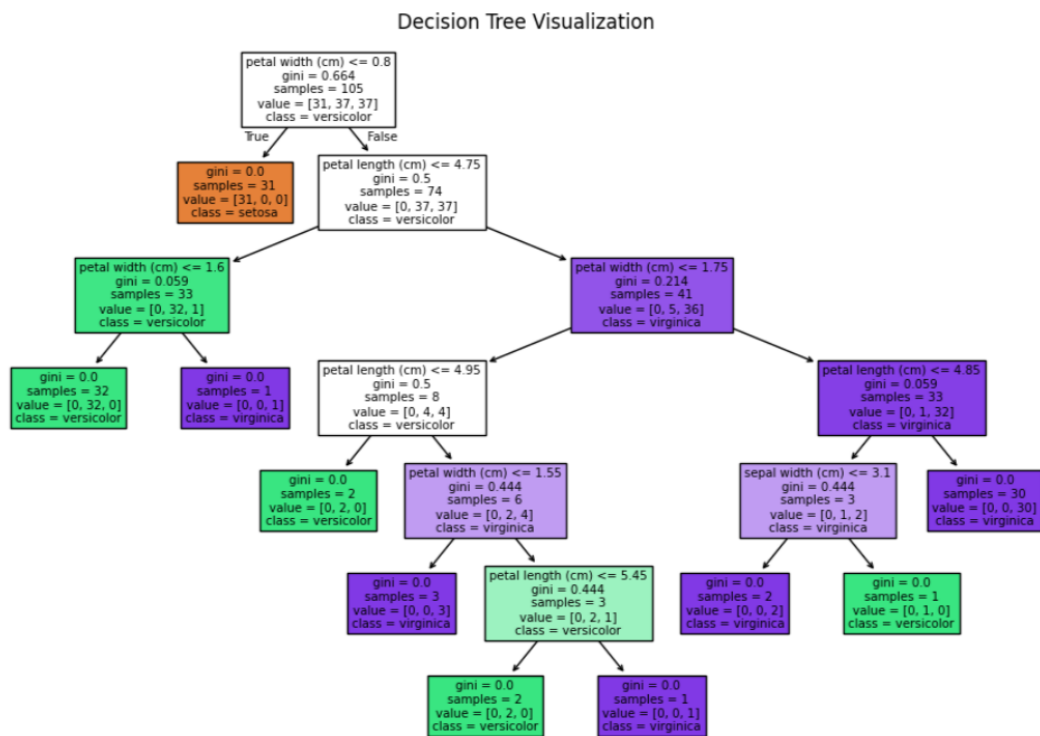 Decision Tree Visualization
petal width (cm) <= 0.8
gini = 0.664
samples = 105
value = [31, 37, 37]
class = versicolor
True
False
gini = 0.0
samples = 31
value = [31, 0, 0]
class = setosa
petal length (cm) <= 4.75
gini = 0.5
samples = 74
value = [0, 37, 37]
class = versicolor
petal width (cm) <= 1.6
gini = 0.059
samples = 33
value = [0, 32, 1]
class = versicolor
petal width (cm) <= 1.75
gini = 0.214
samples = 41
value = [0, 5, 36]
class = virginica
gini = 0.0
samples = 32
value = [0, 32, 0]
class = versicolor
gini = 0.0
samples = 1
value = [0, 0, 1]
class = virginica
petal length (cm) <= 4.95
gini = 0.5
samples = 8
value = [0, 4, 4]
class = versicolor
petal length (cm) <= 4.85
gini = 0.059
samples = 33
value = [0, 1, 32]
class = virginica
gini = 0.0
samples = 2
value = [0, 2, 0]
class = versicolor
petal width (cm) <= 1.55
gini = 0.444
samples = 6
value = [0, 2, 4]
class = virginica
sepal width (cm) <= 3.1
gini = 0.444
samples = 3
value = [0, 1, 2]
class = virginica
gini = 0.0
samples = 30
value = [0, 0, 30]
class = virginica
gini = 0.0
samples = 3
value = [0, 0, 3]
class = virginica
petal length (cm) <= 5.45
gini = 0.444
samples = 3
value = [0, 2, 1]
class = versicolor
gini = 0.0
samples = 2
value = [0, 0, 2]
class = virginica
gini = 0.0
samples = 1
value = [0, 1, 0]
class = versicolor
gini = 0.0
samples = 2
value = [0, 2, 0]
class = versicolor
gini = 0.0
samples = 1
value = [0, 0, 1]
class = virginica